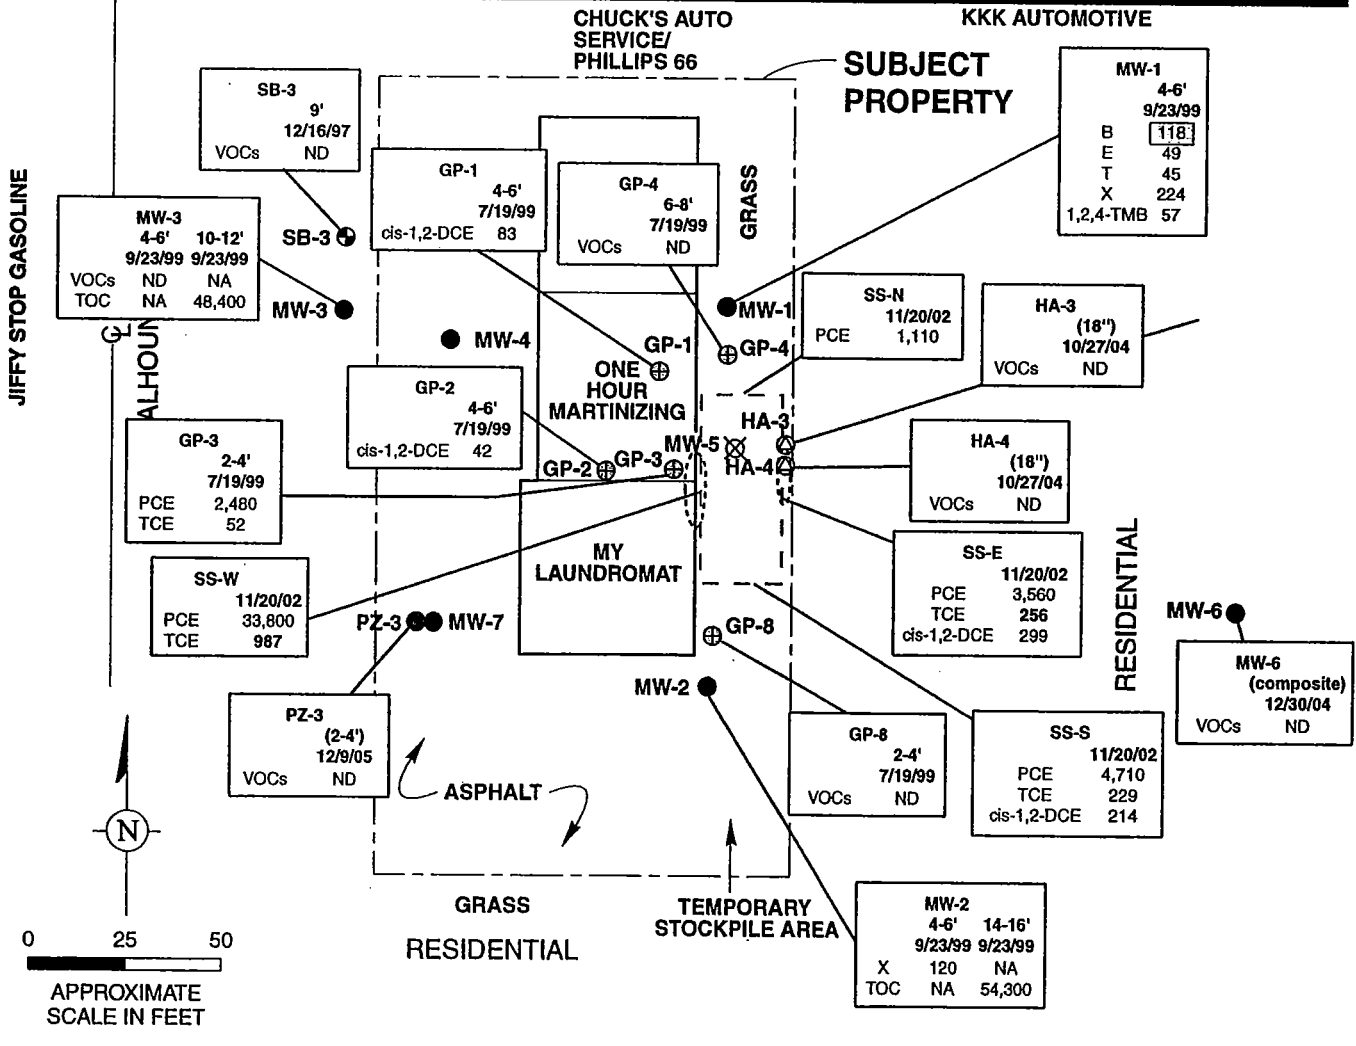 CHUCK'S AUTO
SERVICE/
PHILLIPS 66
KKK AUTOMOTIVE
SUBJECT
PROPERTY
MW-1
4-6'
9/23/99
B 118
E 49
T 45
X 224
1,2,4-TMB 57
SB-3
9'
12/16/97
VOCs ND
GP-1
4-6'
7/19/99
cis-1,2-DCE 83
GP-4
6-8'
7/19/99
VOCs ND
GRASS
JIFFY STOP GASOLINE
MW-3
4-6' 10-12'
9/23/99 9/23/99
VOCs ND NA
TOC NA 48,400
SB-3
MW-3
MW-4
MW-1
GP-1
GP-4
SS-N
11/20/02
PCE 1,110
HA-3
(18")
10/27/04
VOCs ND
ALHOUN
ONE
HOUR
MARTINIZING
GP-2
4-6'
7/19/99
cis-1,2-DCE 42
HA-3
MW-5
HA-4
GP-2
GP-3
GP-3
2-4'
7/19/99
PCE 2,480
TCE 52
HA-4
(18")
10/27/04
VOCs ND
MY
LAUNDROMAT
SS-W
11/20/02
PCE 33,800
TCE 987
SS-E
11/20/02
PCE 3,560
TCE 256
cis-1,2-DCE 299
RESIDENTIAL
PZ-3
MW-7
GP-8
MW-6
MW-2
MW-6
(composite)
12/30/04
VOCs ND
PZ-3
(2-4')
12/9/05
VOCs ND
GP-8
2-4'
7/19/99
VOCs ND
SS-S
11/20/02
PCE 4,710
TCE 229
cis-1,2-DCE 214
ASPHALT
N
GRASS
RESIDENTIAL
TEMPORARY
STOCKPILE AREA
MW-2
4-6' 14-16'
9/23/99 9/23/99
X 120 NA
TOC NA 54,300
0 25 50
APPROXIMATE
SCALE IN FEET